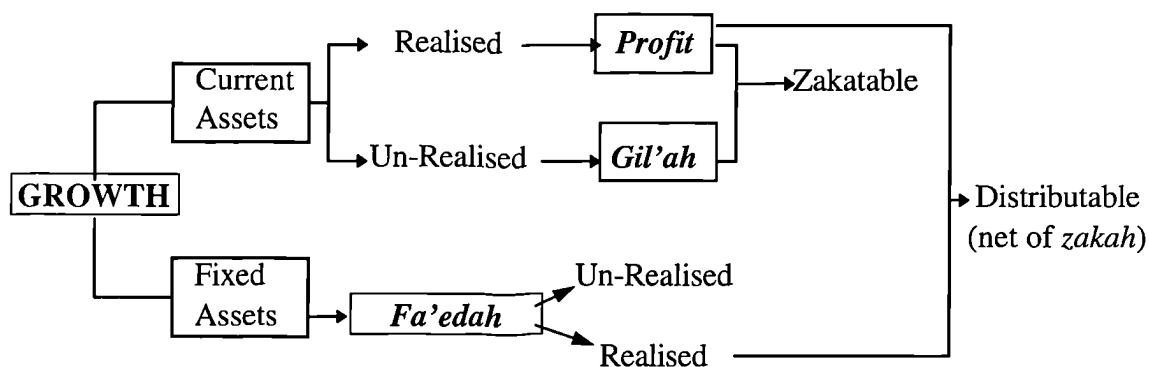 Realised
Profit
Current
Assets
Zakatable
Un-Realised
Gil'ah
GROWTH
Distributable
(net of zakah)
Fixed
Assets
Un-Realised
Fa'edah
Realised